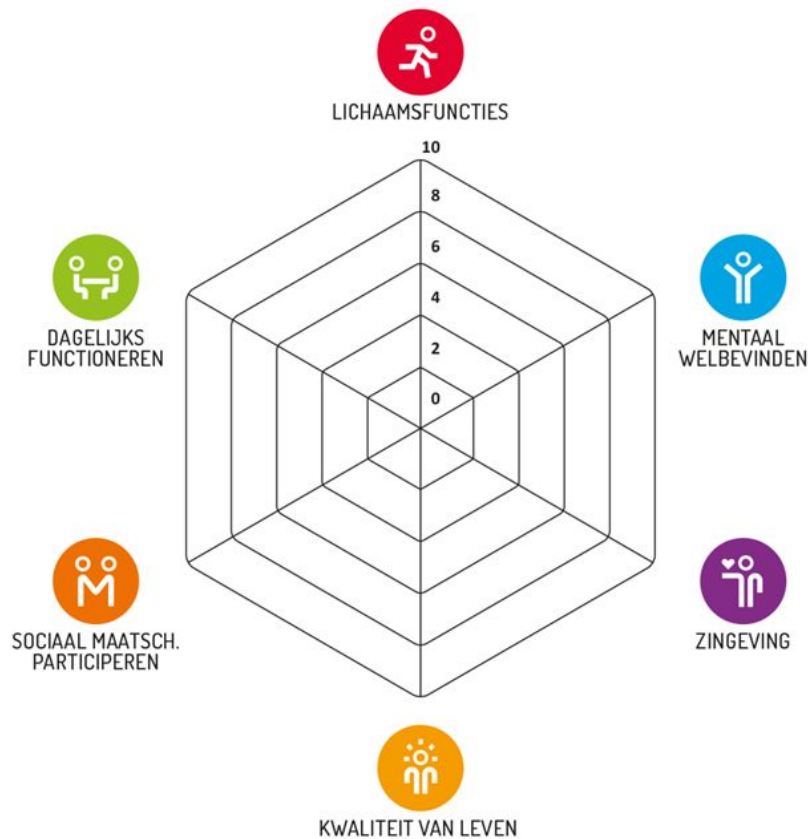 LICHAAMSFUNCTIES
10
8
6
4
2
0
DAGELIJKS
FUNCTIONEREN
MENTAAL
WELBEVINDEN
SOCIAAL MAATSCH.
PARTICIPEREN
ZINGEVING
KWALITEIT VAN LEVEN